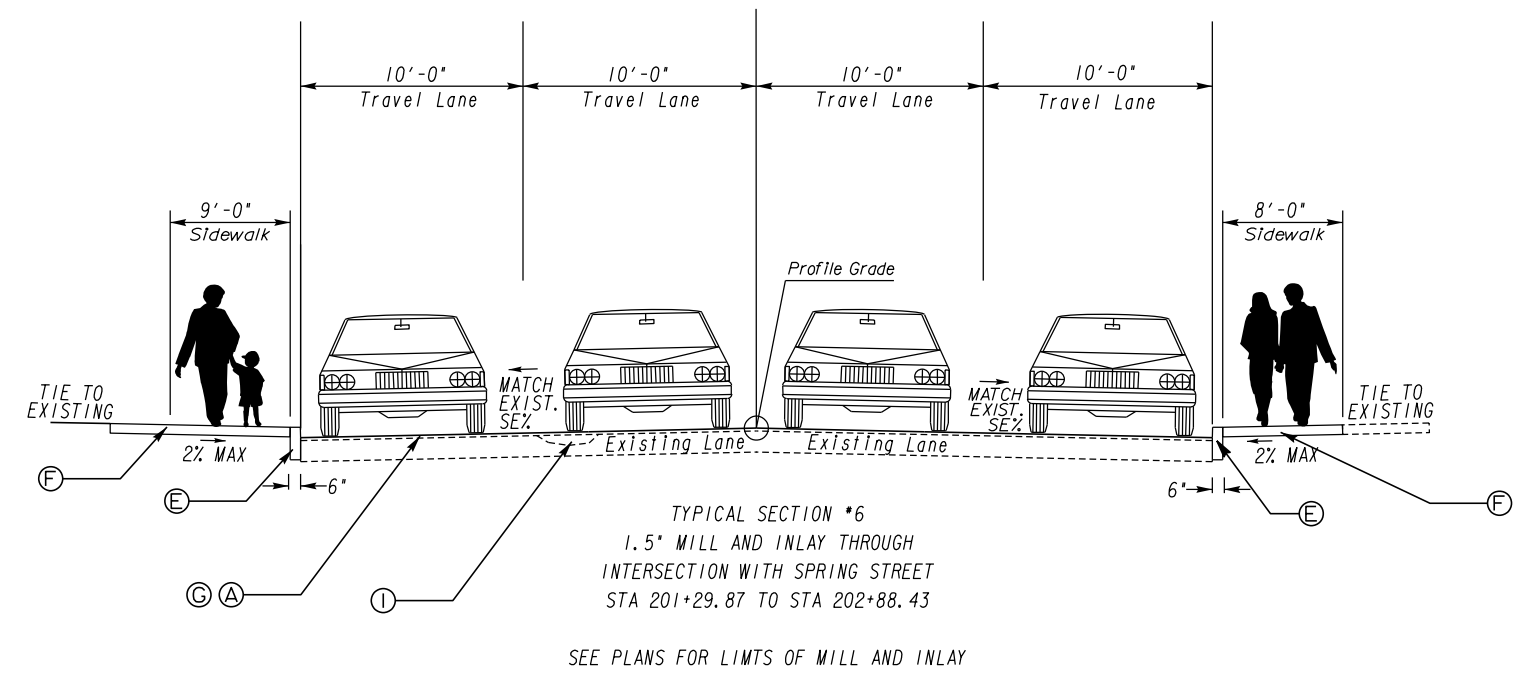 10'-0" 10'-0" 10'-0" 10'-0"
Travel Lane Travel Lane Travel Lane Travel Lane
9'-0" 8'-0"
Sidewalk Sidewalk
Profile Grade
MATCH
EXIST.
SE%
MATCH
EXIST.
SE%
TIE TO
EXISTING
TIE TO
EXISTING
Existing Lane Existing Lane
2% MAX 2% MAX
F E 6" 6" E F
G A I
TYPICAL SECTION #6
1.5" MILL AND INLAY THROUGH
INTERSECTION WITH SPRING STREET
STA 201+29.87 TO STA 202+88.43
SEE PLANS FOR LIMTS OF MILL AND INLAY